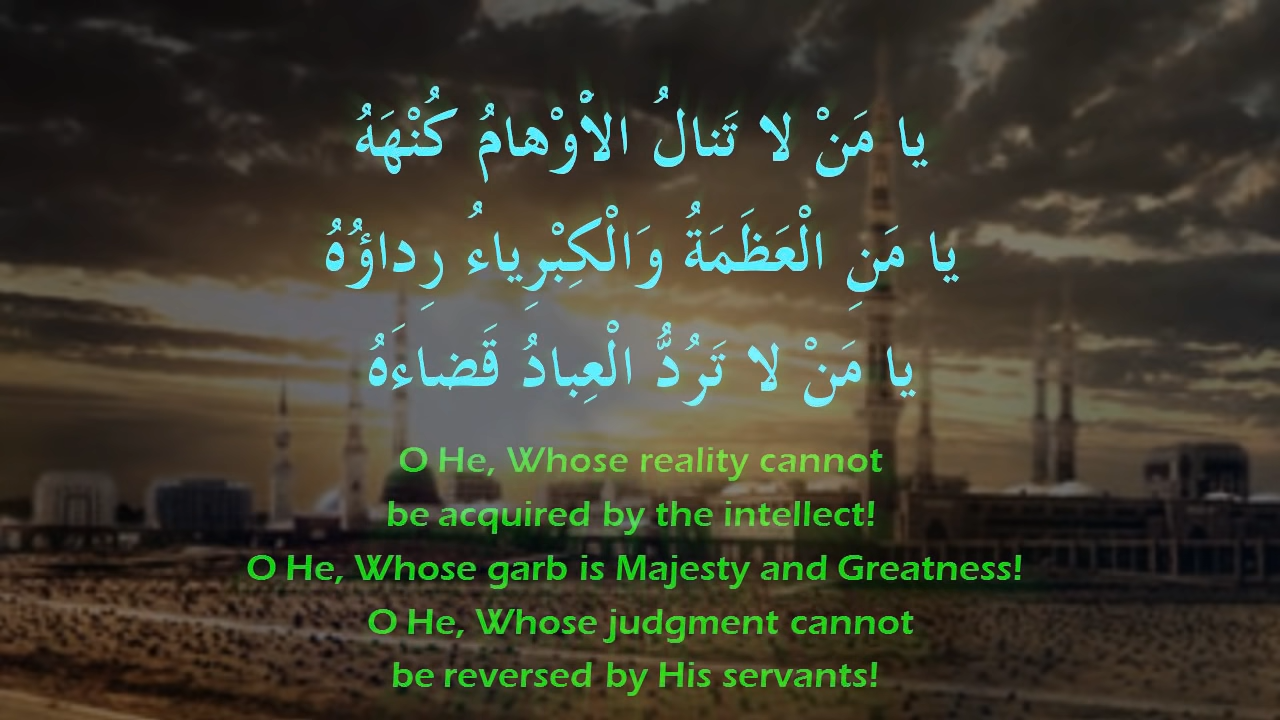 يا مَنْ لا تَنالُ الأَْوْهامُ كُنْهَهُ
يا مَنِ الْعَظَمَةُ وَالْكِبْرِياءُ رِداؤُهُ
يا مَنْ لا تَرُدُّ الْعِبادُ قَضاءَهُ
O He, Whose reality cannot
be acquired by the intellect!
O He, Whose garb is Majesty and Greatness!
O He, Whose judgment cannot
be reversed by His servants!